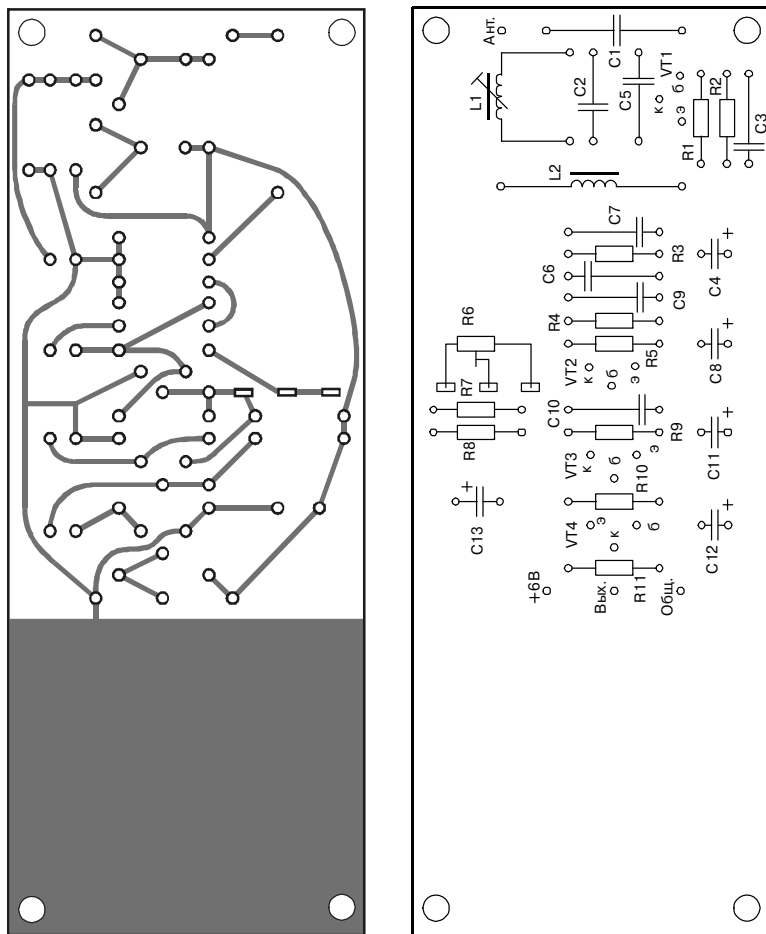 Ант.
C1
L1
C2
C5
VT1
к
б
э
R1
R2
C3
L2
C7
R3
C6
C4
C9
R4
R6
R5
C8
VT2
к
б
э
R7
C10
R8
R9
C11
VT3
к
б
э
R10
C13
VT4
э
к
б
C12
+6В
Вых.
R11
Общ.